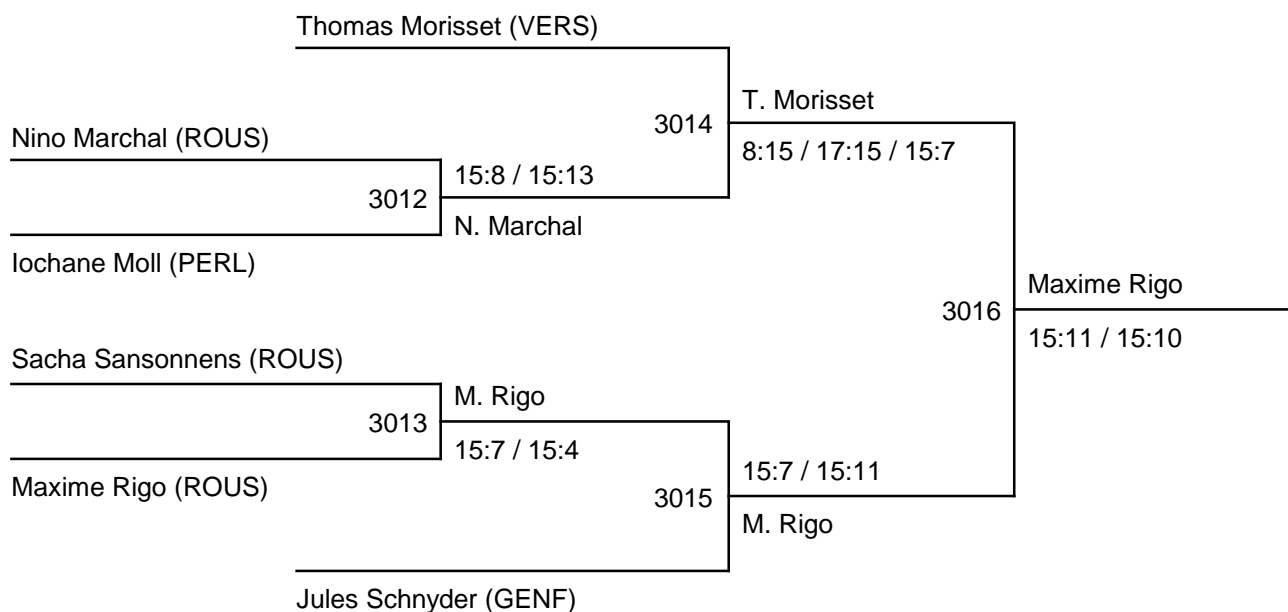 Thomas Morisset (VERS)
T. Morisset
3014
Nino Marchal (ROUS)
8:15 / 17:15 / 15:7
15:8 / 15:13
3012
N. Marchal
Iochane Moll (PERL)
Maxime Rigo
3016
15:11 / 15:10
Sacha Sansonnens (ROUS)
M. Rigo
3013
15:7 / 15:4
15:7 / 15:11
Maxime Rigo (ROUS)
3015
M. Rigo
Jules Schnyder (GENF)